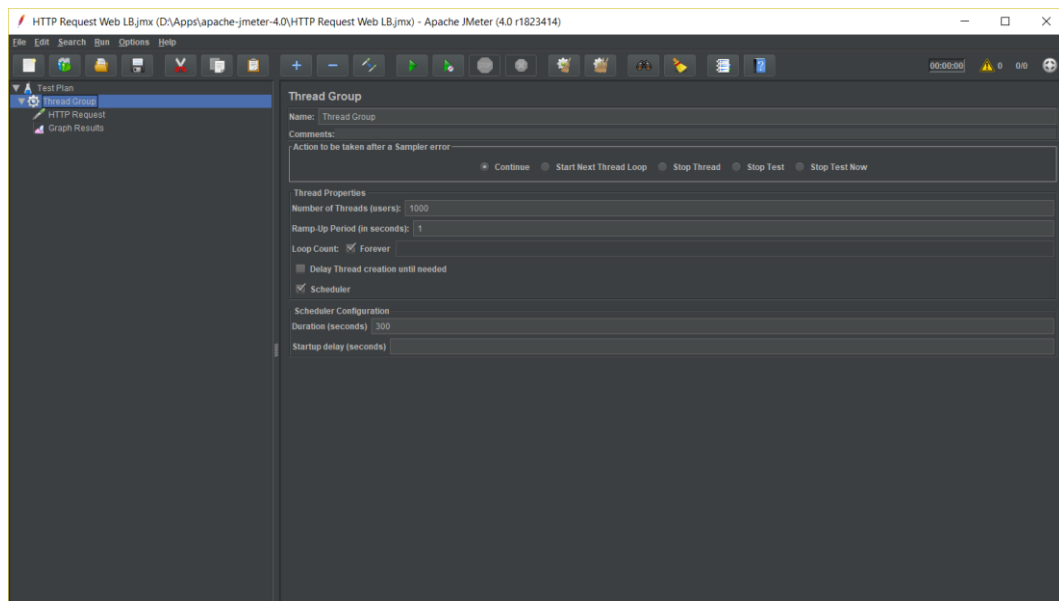 HTTP Request Web LB.jmx (D:\Apps\apache-jmeter-4.0\HTTP Request Web LB.jmx) - Apache JMeter (4.0 r1823414)
File Edit Search Run Options Help
00:00:00 0 0/0
Test Plan
Thread Group
HTTP Request
Graph Results
Thread Group
Name: Thread Group
Comments:
Action to be taken after a Sampler error
Continue Start Next Thread Loop Stop Thread Stop Test Stop Test Now
Thread Properties
Number of Threads (users): 1000
Ramp-Up Period (in seconds): 1
Loop Count: Forever
Delay Thread creation until needed
Scheduler
Scheduler Configuration
Duration (seconds) 300
Startup delay (seconds)